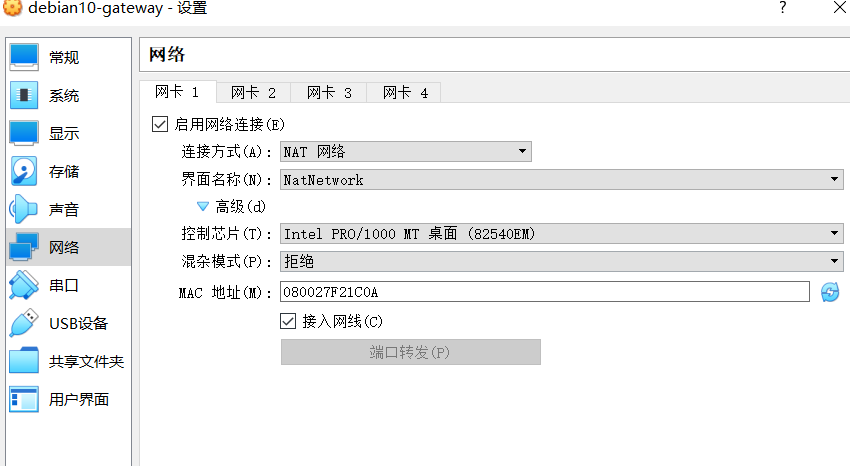 debian10-gateway - 设置
?
常规
系统
显示
存储
声音
网络
串口
USB设备
共享文件夹
用户界面
网络
网卡 1 网卡 2 网卡 3 网卡 4
启用网络连接(E)
连接方式(A): NAT 网络
界面名称(N): NatNetwork
高级(d)
控制芯片(T): Intel PRO/1000 MT 桌面 (82540EM)
混杂模式(P): 拒绝
MAC 地址(M): 080027F21C0A
接入网线(C)
端口转发(P)